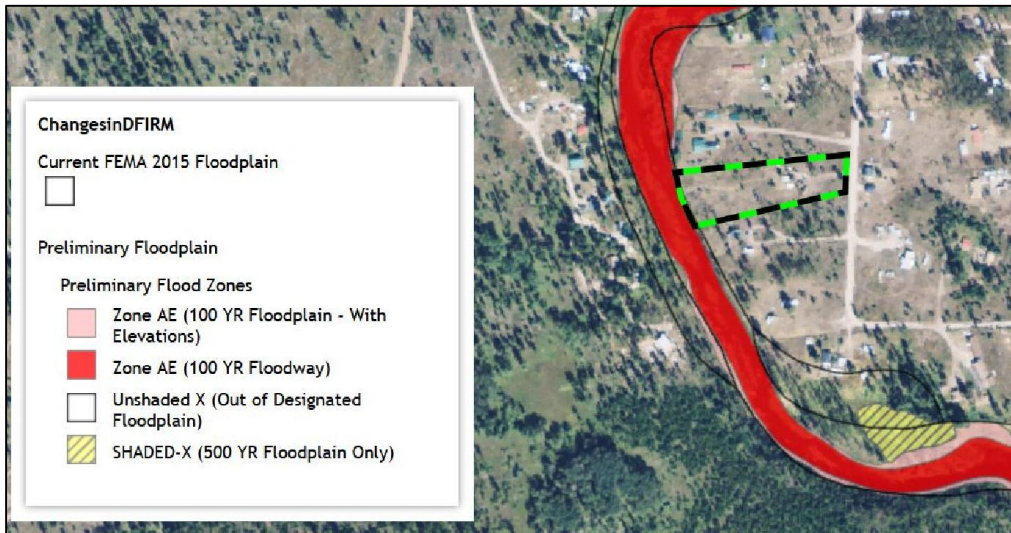 ChangesinDFIRM
Current FEMA 2015 Floodplain
Preliminary Floodplain
Preliminary Flood Zones
Zone AE (100 YR Floodplain - With
Elevations)
Zone AE (100 YR Floodway)
Unshaded X (Out of Designated
Floodplain)
SHADED-X (500 YR Floodplain Only)